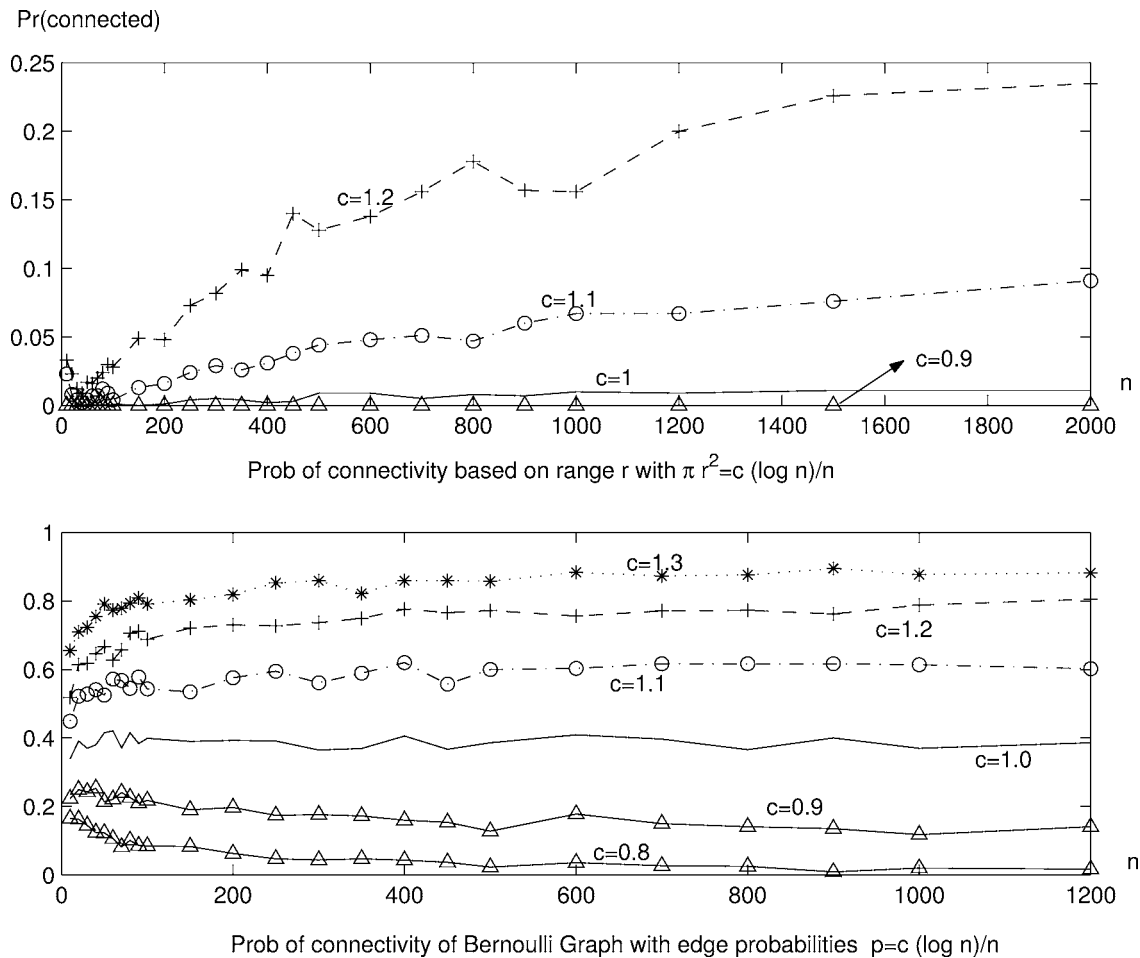 Pr(connected)
0.25
0.2
0.15
0.1
0.05
0
c=1.2
c=1.1
c=1
c=0.9
n
0 200 400 600 800 1000 1200 1400 1600 1800 2000
Prob of connectivity based on range r with π r²=c (log n)/n
1
0.8
0.6
0.4
0.2
0
c=1.3
c=1.2
c=1.1
c=1.0
c=0.9
c=0.8
n
0 200 400 600 800 1000 1200
Prob of connectivity of Bernoulli Graph with edge probabilities p=c (log n)/n